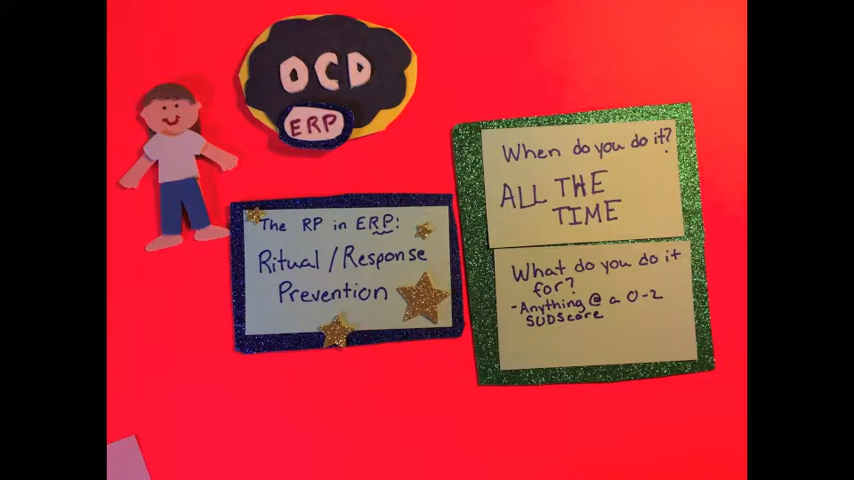 OCD
ERP
The RP in ERP:
Ritual/Response
Prevention
When do you do it?
ALL THE
TIME
What do you do it
for?
-Anything @ a 0-2
SUDScore